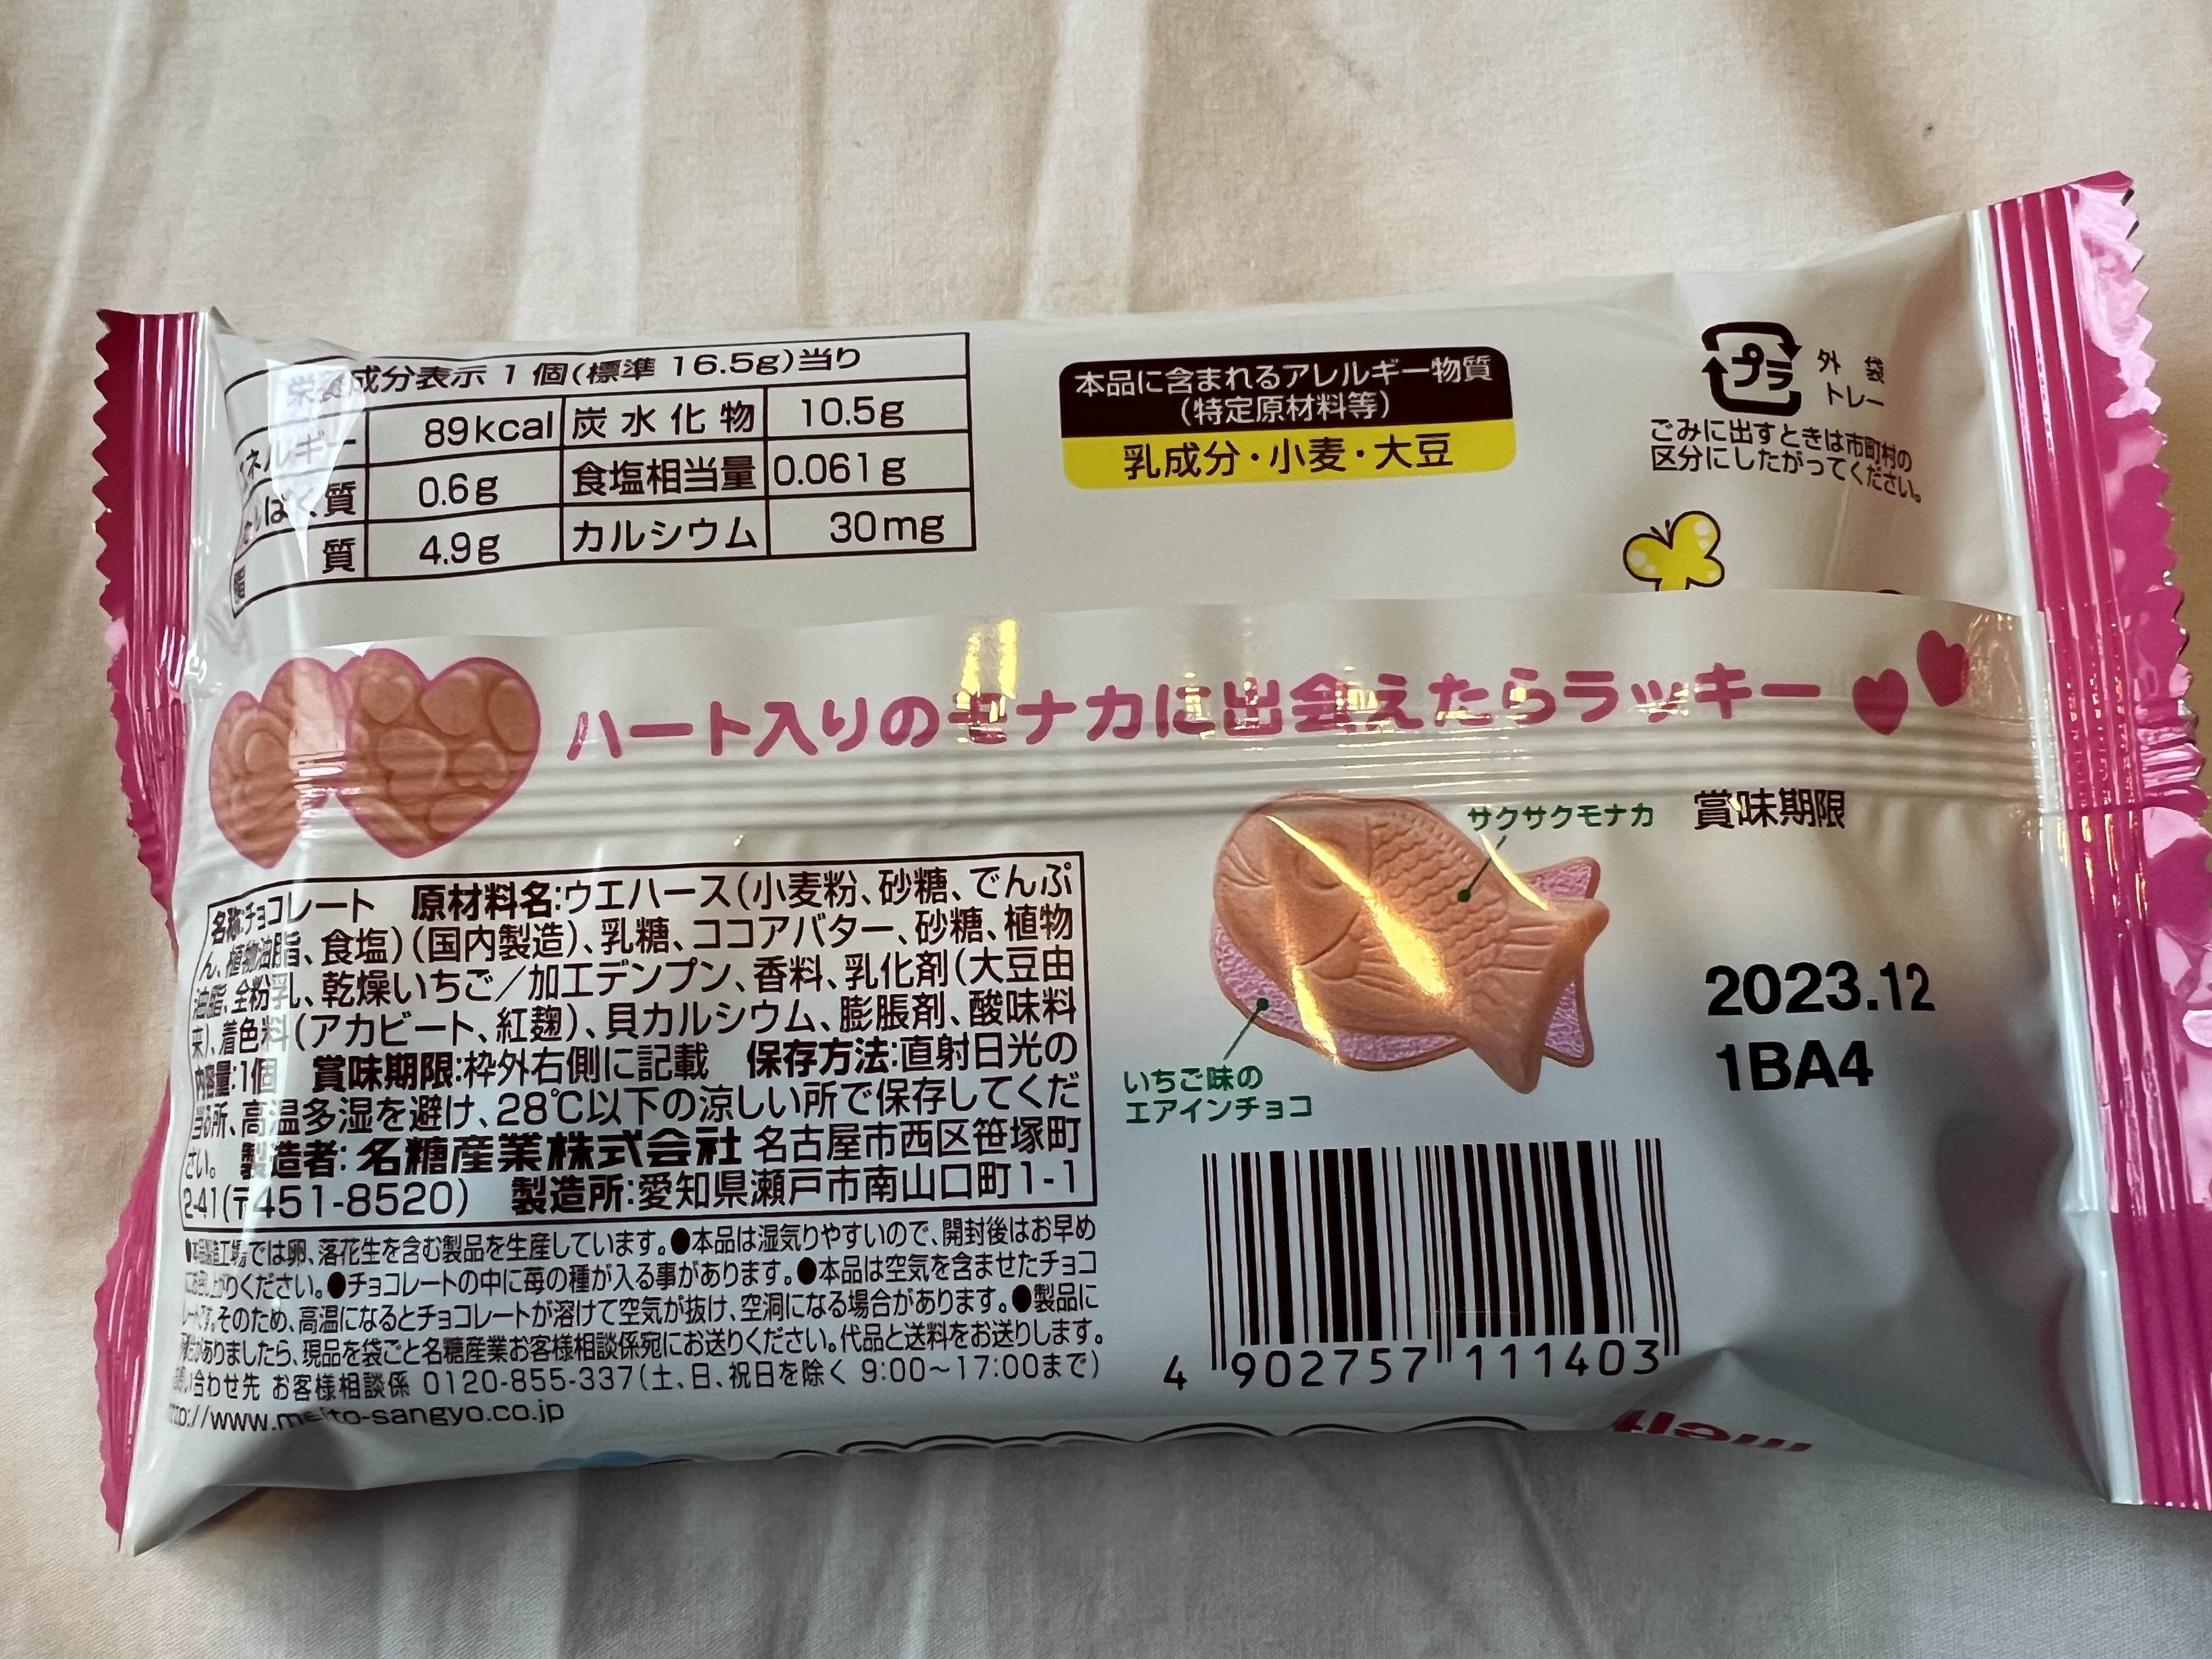 栄養成分表示 1個(標準 16.5g)当り
エネルギー 89kcal 炭水化物 10.5g
たんぱく質 0.6g 食塩相当量 0.061g
脂質 4.9g カルシウム 30mg
本品に含まれるアレルギー物質
(特定原材料等)
乳成分・小麦・大豆
プラ
外袋
トレー
ごみに出すときは市町村の
区分にしたがってください。
ハート入りのモナカに出会えたらラッキー
名称:チョコレート 原材料名:ウエハース(小麦粉、砂糖、でんぷ
ん、植物油脂、食塩)(国内製造)、乳糖、ココアバター、砂糖、植物
油脂、全粉乳、乾燥いちご/加工デンプン、香料、乳化剤(大豆由
来)、着色料(アカビート、紅麹)、貝カルシウム、膨脹剤、酸味料
内容量:1個 賞味期限:枠外右側に記載 保存方法:直射日光の
当る所、高温多湿を避け、28℃以下の涼しい所で保存してくだ
さい。 製造者:名糖産業株式会社 名古屋市西区笹塚町
2-41(〒451-8520) 製造所:愛知県瀬戸市南山口町1-1
●本品製造工場では卵、落花生を含む製品を生産しています。●本品は湿気りやすいので、開封後はお早め
にお召し上がりください。●チョコレートの中に苺の種が入る事があります。●本品は空気を含ませたチョコ
レートです。そのため、高温になるとチョコレートが溶けて空気が抜け、空洞になる場合があります。●製品に
がありましたら、現品を袋ごと名糖産業お客様相談係宛にお送りください。代品と送料をお送りします。
お問い合わせ先 お客様相談係 0120-855-337(土、日、祝日を除く 9:00～17:00まで)
http://www.meito-sangyo.co.jp
サクサクモナカ
いちご味の
エアインチョコ
賞味期限
2023.12
1BA4
4 902757 111403